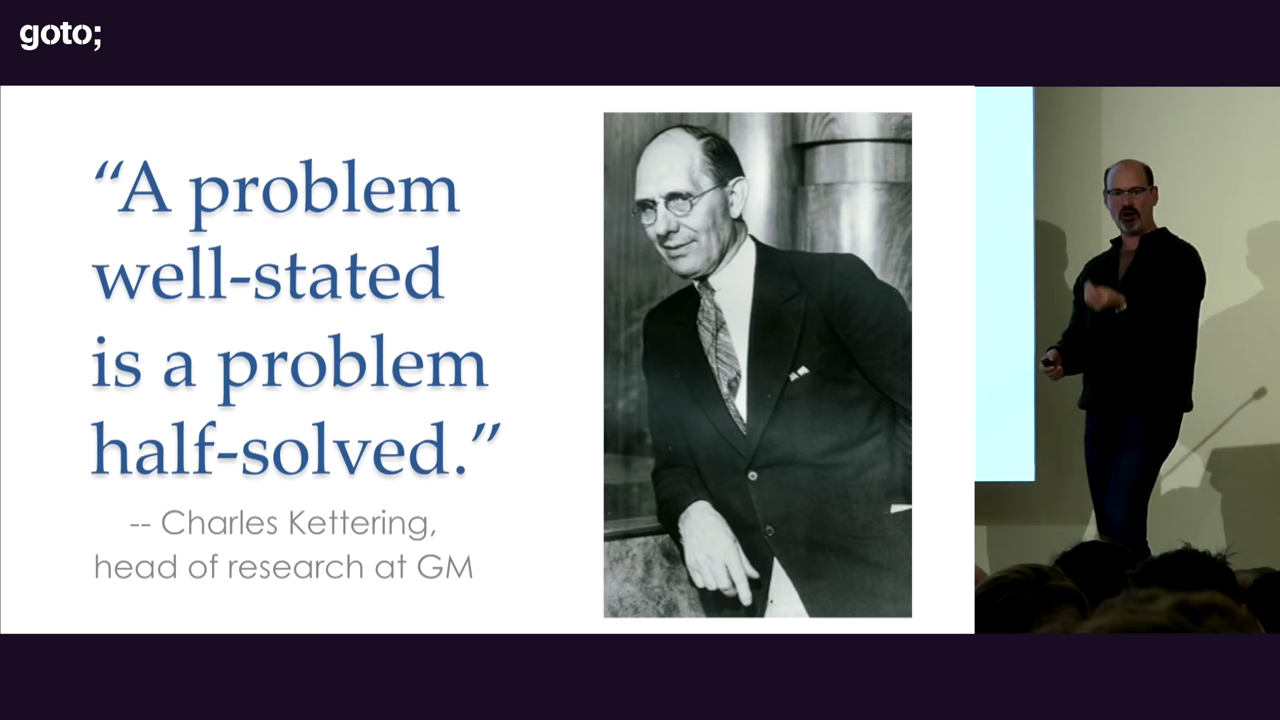 goto;
“A problem
well-stated
is a problem
half-solved.”
-- Charles Kettering,
head of research at GM